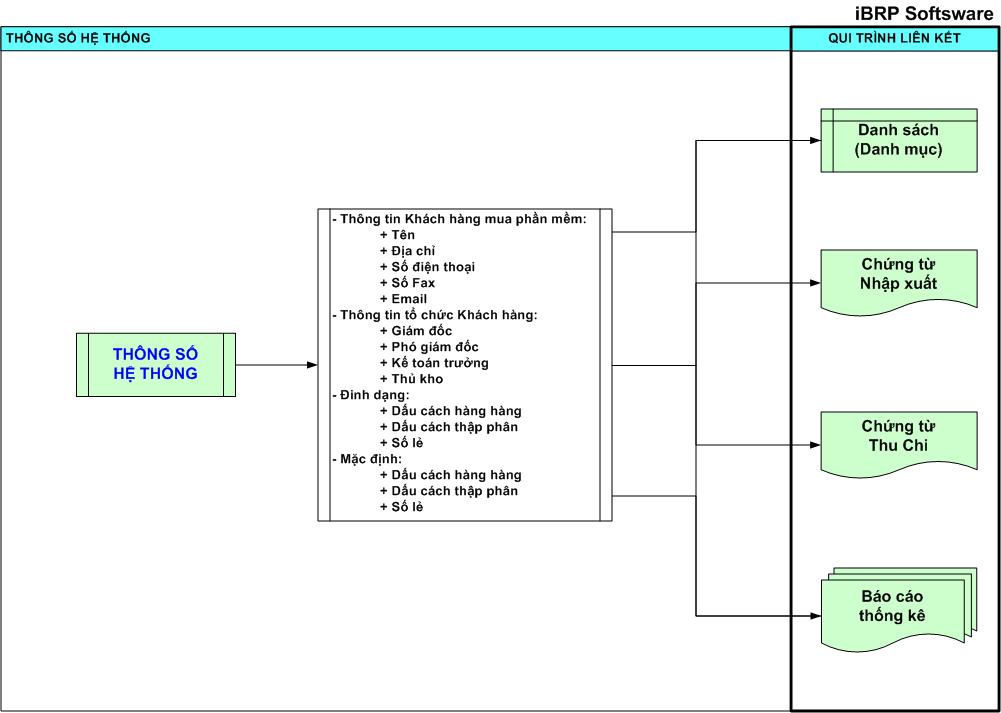 iBRP Softsware
THÔNG SỐ HỆ THỐNG
QUI TRÌNH LIÊN KẾT
Danh sách
(Danh mục)
- Thông tin Khách hàng mua phần mềm:
+ Tên
+ Địa chỉ
+ Số điện thoại
+ Số Fax
+ Email
- Thông tin tổ chức Khách hàng:
+ Giám đốc
+ Phó giám đốc
+ Kế toán trưởng
+ Thủ kho
- Đinh dạng:
+ Dấu cách hàng hàng
+ Dấu cách thập phân
+ Số lẻ
- Mặc định:
+ Dấu cách hàng hàng
+ Dấu cách thập phân
+ Số lẻ
Chứng từ
Nhập xuất
THÔNG SỐ
HỆ THỐNG
Chứng từ
Thu Chi
Báo cáo
thống kê